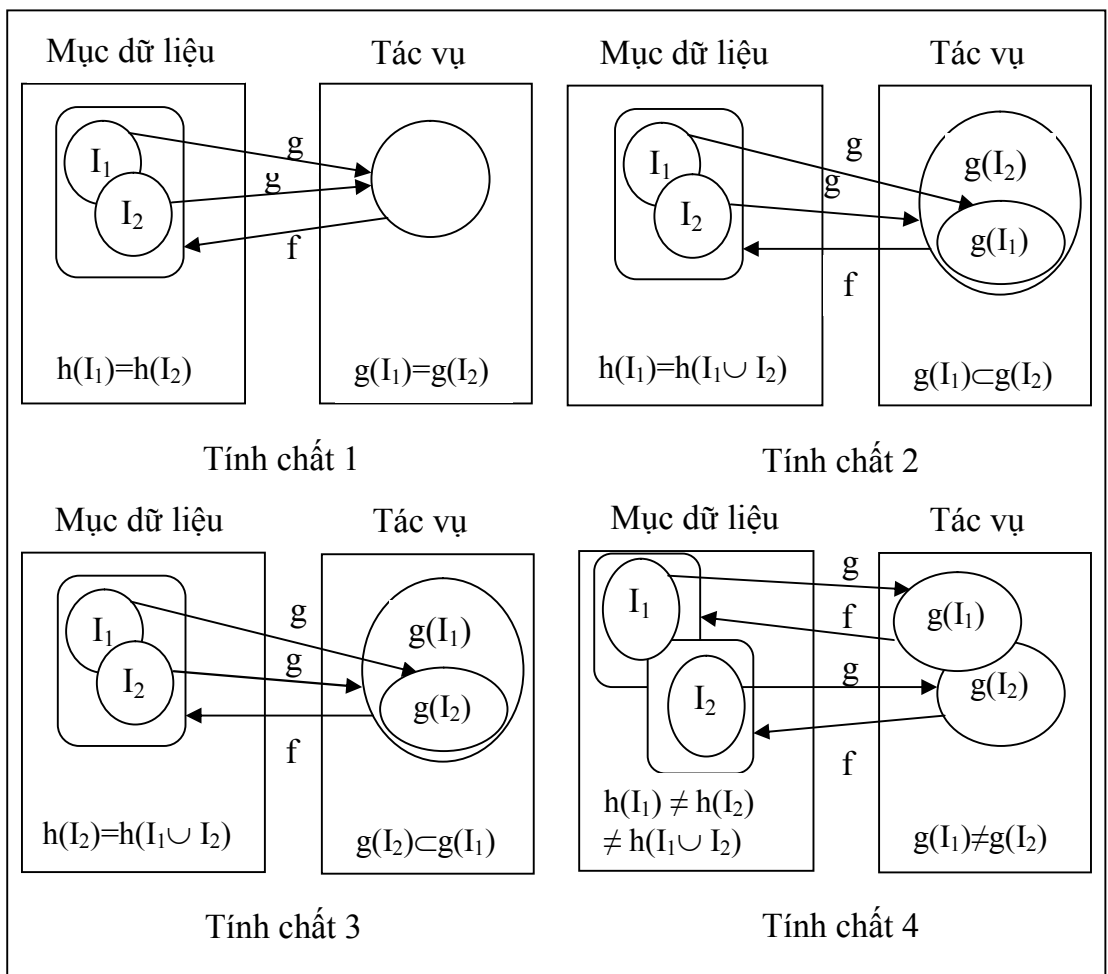 Mục dữ liệu
Tác vụ
I₁
I₂
g
g
f
h(I₁)=h(I₂)
g(I₁)=g(I₂)
Tính chất 1
Mục dữ liệu
Tác vụ
I₁
I₂
g
g
f
g(I₂)
g(I₁)
h(I₁)=h(I₁∪ I₂)
g(I₁)⊂g(I₂)
Tính chất 2
Mục dữ liệu
Tác vụ
I₁
I₂
g
g
f
g(I₁)
g(I₂)
h(I₂)=h(I₁∪ I₂)
g(I₂)⊂g(I₁)
Tính chất 3
Mục dữ liệu
Tác vụ
I₁
I₂
g
f
g
f
g(I₁)
g(I₂)
h(I₁) ≠ h(I₂)
≠ h(I₁∪ I₂)
g(I₁)≠g(I₂)
Tính chất 4